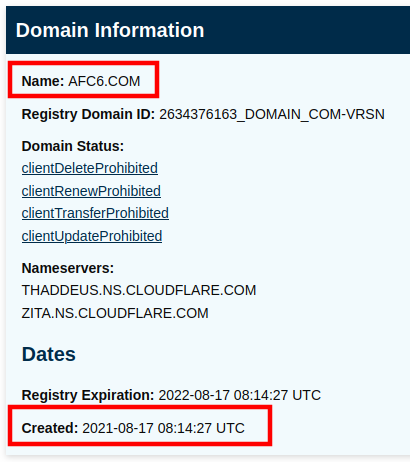 Domain Information
Name: AFC6.COM
Registry Domain ID: 2634376163_DOMAIN_COM-VRSN
Domain Status:
clientDeleteProhibited
clientRenewProhibited
clientTransferProhibited
clientUpdateProhibited
Nameservers:
THADDEUS.NS.CLOUDFLARE.COM
ZITA.NS.CLOUDFLARE.COM
Dates
Registry Expiration: 2022-08-17 08:14:27 UTC
Created: 2021-08-17 08:14:27 UTC